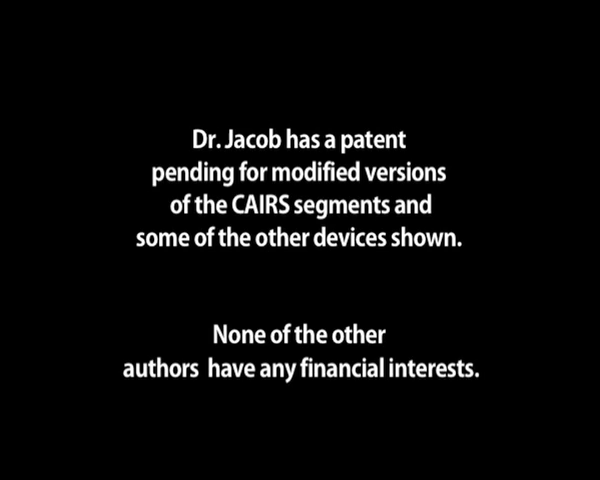 Dr. Jacob has a patent
pending for modified versions
of the CAIRS segments and
some of the other devices shown.
None of the other
authors have any financial interests.